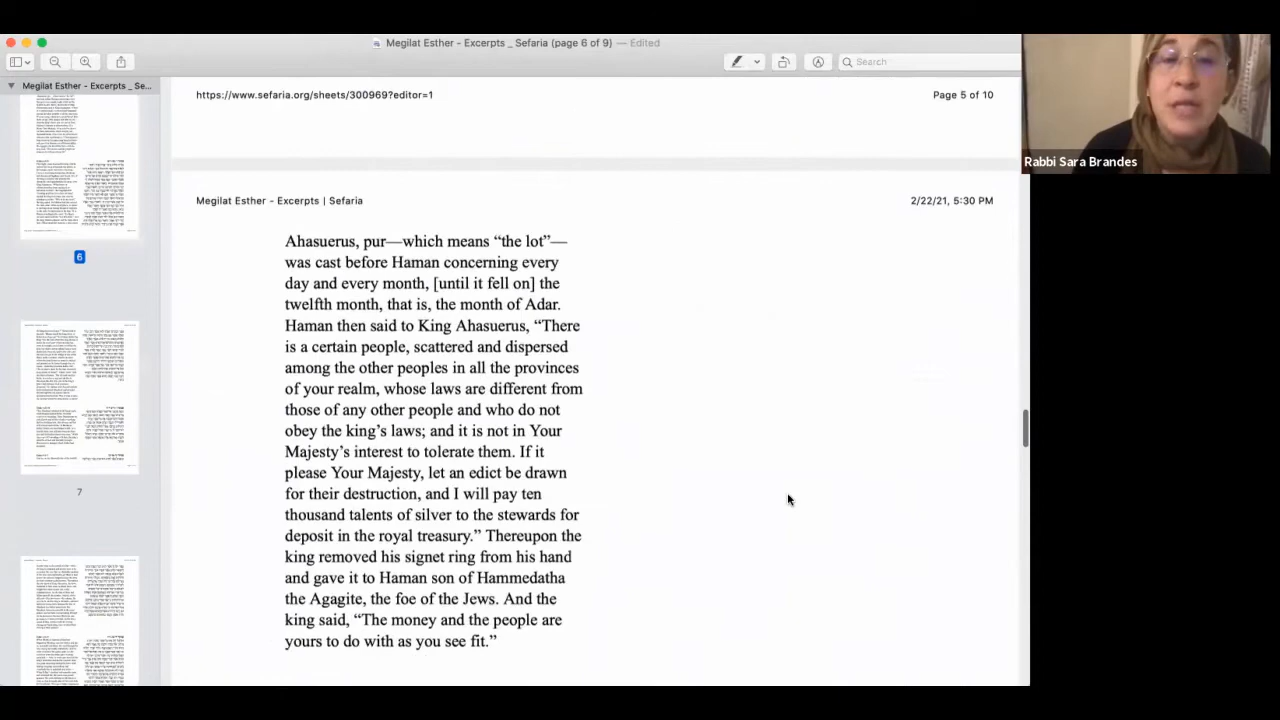 Megilat Esther - Excerpts _ Sefaria (page 6 of 9) — Edited
Search
Megilat Esther - Excerpts _ Se...
6
7
https://www.sefaria.org/sheets/300969?editor=1
Page 5 of 10
Megilat Esther - Excerpts | Sefaria
2/22/21, 5:30 PM
Ahasuerus, pur—which means “the lot”—
was cast before Haman concerning every
day and every month, [until it fell on] the
twelfth month, that is, the month of Adar.
Haman then said to King Ahasuerus, “There
is a certain people, scattered and dispersed
among the other peoples in all the provinces
of your realm, whose laws are different from
those of any other people and who do not
obey the king’s laws; and it is not in Your
Majesty’s interest to tolerate them. If it
please Your Majesty, let an edict be drawn
for their destruction, and I will pay ten
thousand talents of silver to the stewards for
deposit in the royal treasury.” Thereupon the
king removed his signet ring from his hand
and gave it to Haman son of Hammedatha
the Agagite, the foe of the Jews. And the
king said, “The money and the people are
yours to do with as you see fit.”
Rabbi Sara Brandes